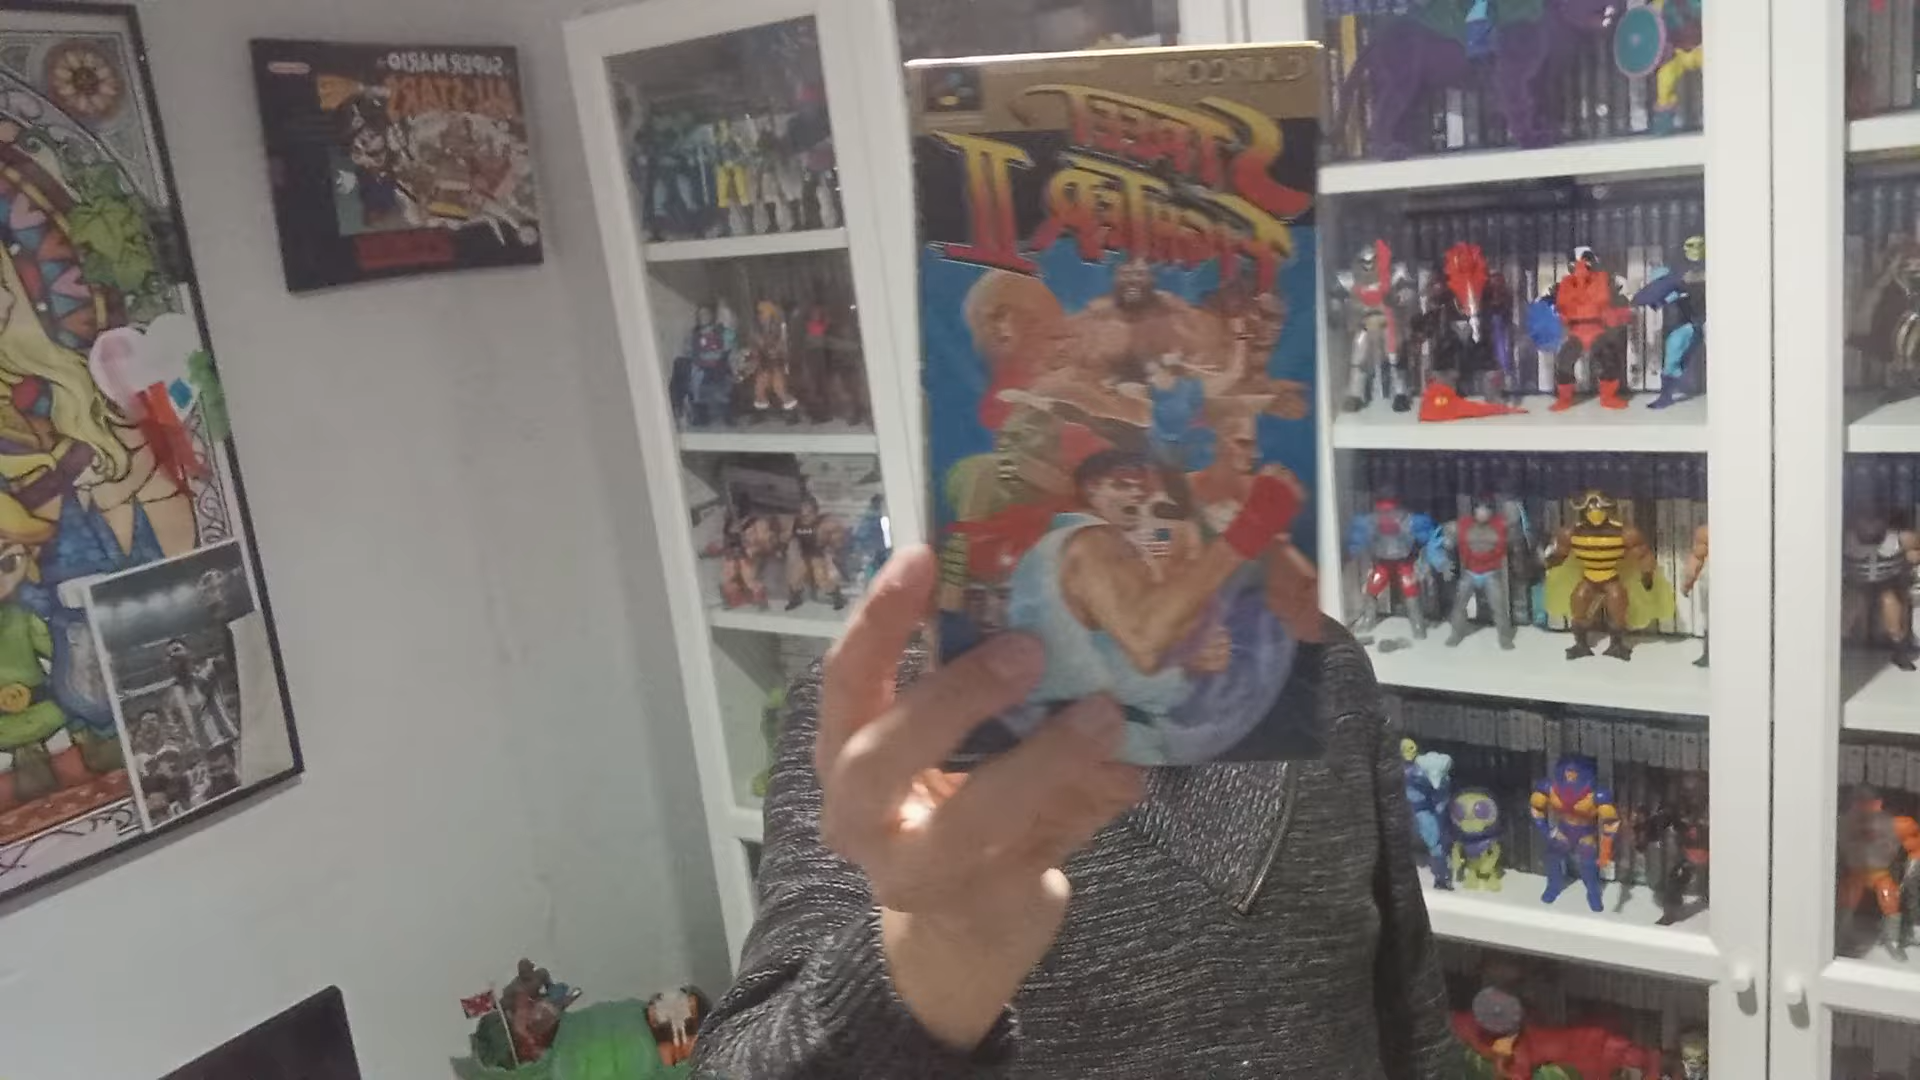 SUPER MARIO
ALL-STARS
CAPCOM
STREET
FIGHTER II